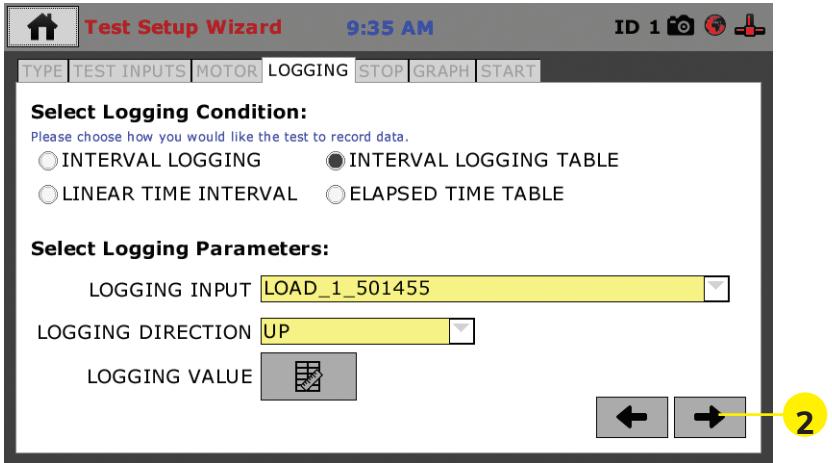 Test Setup Wizard 9:35 AM ID 1
TYPE TEST INPUTS MOTOR LOGGING STOP GRAPH START
Select Logging Condition:
Please choose how you would like the test to record data.
INTERVAL LOGGING INTERVAL LOGGING TABLE
LINEAR TIME INTERVAL ELAPSED TIME TABLE
Select Logging Parameters:
LOGGING INPUT LOAD_1_501455
LOGGING DIRECTION UP
LOGGING VALUE
2